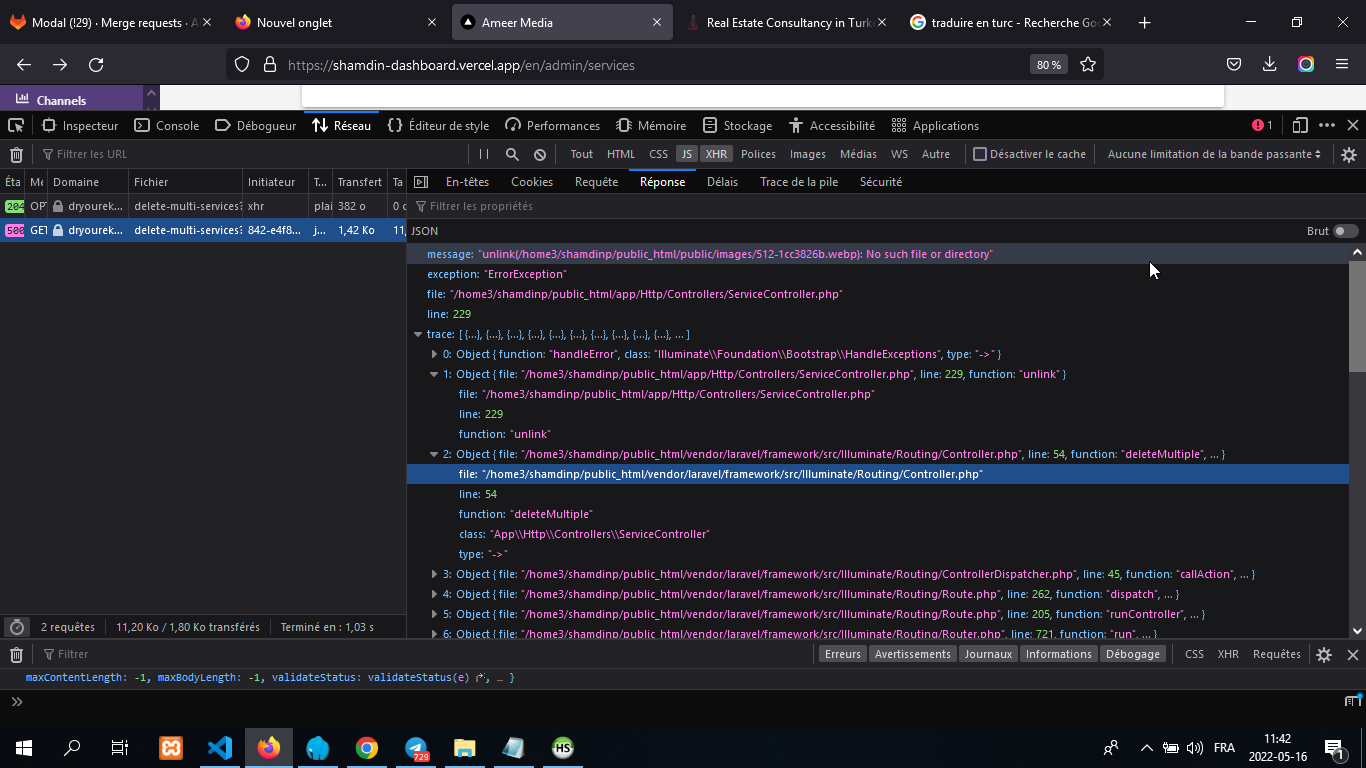 Modal (!29) · Merge requests · A
Nouvel onglet
Ameer Media
Real Estate Consultancy in Turk
traduire en turc - Recherche Goo
https://shamdin-dashboard.vercel.app/en/admin/services
80 %
Channels
Inspecteur
Console
Débogueur
Réseau
Éditeur de style
Performances
Mémoire
Stockage
Accessibilité
Applications
1
Filtrer les URL
Tout
HTML
CSS
JS
XHR
Polices
Images
Médias
WS
Autre
Désactiver le cache
Aucune limitation de la bande passante
Éta
Mé
Domaine
Fichier
Initiateur
T...
Transfert
Ta
En-têtes
Cookies
Requête
Réponse
Délais
Trace de la pile
Sécurité
204 OPT dryourek... delete-multi-services? xhr plai 382 o 0 o
500 GET dryourek... delete-multi-services? 842-e4f8... j... 1,42 Ko 11,
Filtrer les propriétés
JSON
Brut
message: "unlink(/home3/shamdinp/public_html/public/images/512-1cc3826b.webp): No such file or directory"
exception: "ErrorException"
file: "/home3/shamdinp/public_html/app/Http/Controllers/ServiceController.php"
line: 229
trace: [ {…}, {…}, {…}, {…}, {…}, {…}, {…}, {…}, {…}, {…}, … ]
0: Object { function: "handleError", class: "Illuminate\\Foundation\\Bootstrap\\HandleExceptions", type: "->" }
1: Object { file: "/home3/shamdinp/public_html/app/Http/Controllers/ServiceController.php", line: 229, function: "unlink" }
file: "/home3/shamdinp/public_html/app/Http/Controllers/ServiceController.php"
line: 229
function: "unlink"
2: Object { file: "/home3/shamdinp/public_html/vendor/laravel/framework/src/Illuminate/Routing/Controller.php", line: 54, function: "deleteMultiple", … }
file: "/home3/shamdinp/public_html/vendor/laravel/framework/src/Illuminate/Routing/Controller.php"
line: 54
function: "deleteMultiple"
class: "App\\Http\\Controllers\\ServiceController"
type: "->"
3: Object { file: "/home3/shamdinp/public_html/vendor/laravel/framework/src/Illuminate/Routing/ControllerDispatcher.php", line: 45, function: "callAction", … }
4: Object { file: "/home3/shamdinp/public_html/vendor/laravel/framework/src/Illuminate/Routing/Route.php", line: 262, function: "dispatch", … }
5: Object { file: "/home3/shamdinp/public_html/vendor/laravel/framework/src/Illuminate/Routing/Route.php", line: 205, function: "runController", … }
6: Object { file: "/home3/shamdinp/public_html/vendor/laravel/framework/src/Illuminate/Routing/Router.php", line: 721, function: "run", … }
2 requêtes
11,20 Ko / 1,80 Ko transférés
Terminé en : 1,03 s
Filtrer
Erreurs
Avertissements
Journaux
Informations
Débogage
CSS
XHR
Requêtes
maxContentLength: -1, maxBodyLength: -1, validateStatus: validateStatus(e), … }
729
HS
FRA
11:42
2022-05-16
1